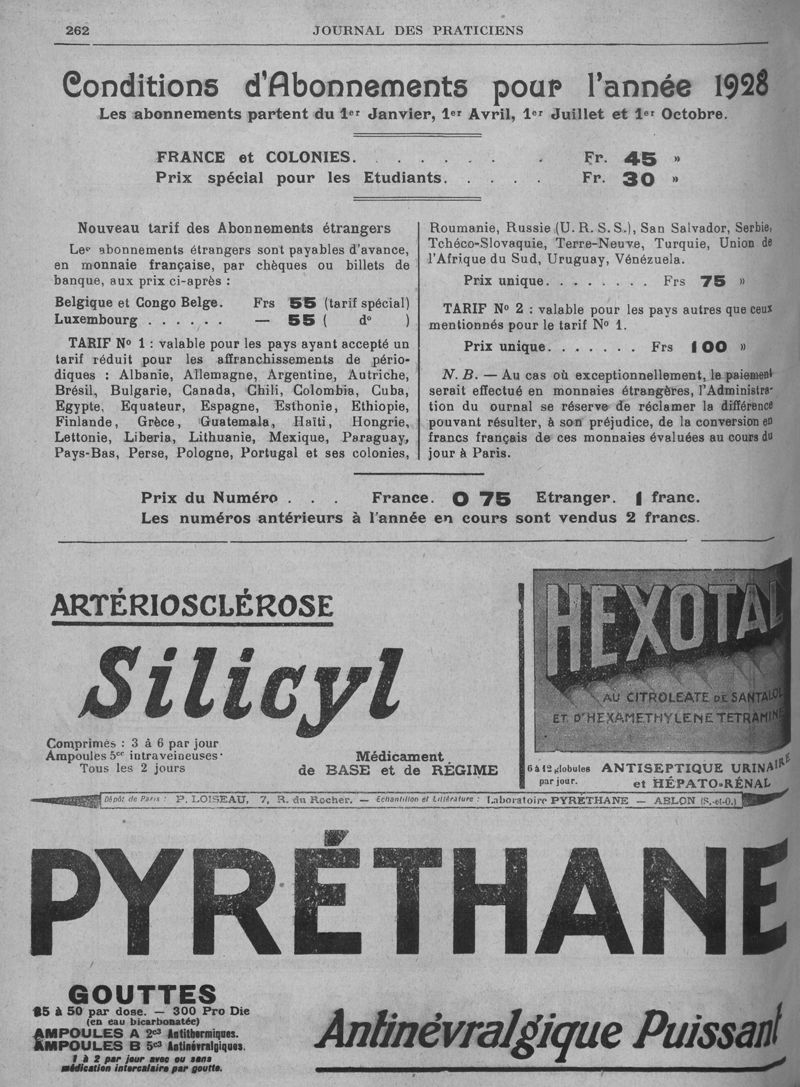 262
JOURNAL DES PRATICIENS
Conditions d'Abonnements pour l'année 1928
Les abonnements partent du 1er Janvier, 1er Avril, 1er Juillet et 1er Octobre.
FRANCE et COLONIES. . . . . . . . Fr. 45 »
Prix spécial pour les Etudiants. . . . . Fr. 30 »
Nouveau tarif des Abonnements étrangers
Les abonnements étrangers sont payables d'avance,
en monnaie française, par chèques ou billets de
banque, aux prix ci-après :
Belgique et Congo Belge. Frs 55 (tarif spécial)
Luxembourg . . . . . . — 55 ( do )
TARIF No 1 : valable pour les pays ayant accepté un
tarif réduit pour les affranchissements de pério-
diques : Albanie, Allemagne, Argentine, Autriche,
Brésil, Bulgarie, Canada, Chili, Colombia, Cuba,
Egypte, Equateur, Espagne, Esthonie, Ethiopie,
Finlande, Grèce, Guatemala, Haïti, Hongrie,
Lettonie, Liberia, Lithuanie, Mexique, Paraguay,
Pays-Bas, Perse, Pologne, Portugal et ses colonies,
Roumanie, Russie (U. R. S. S.), San Salvador, Serbie,
Tchéco-Slovaquie, Terre-Neuve, Turquie, Union de
l'Afrique du Sud, Uruguay, Vénézuela.
Prix unique. . . . . . . . Frs 75 »
TARIF No 2 : valable pour les pays autres que ceux
mentionnés pour le tarif No 1.
Prix unique. . . . . . . Frs 100 »
N. B. — Au cas où exceptionnellement, le paiement
serait effectué en monnaies étrangères, l'Administra-
tion du ournal se réserve de réclamer la différence
pouvant résulter, à son préjudice, de la conversion en
francs français de ces monnaies évaluées au cours du
jour à Paris.
Prix du Numéro . . . France. 0 75 Etranger. 1 franc.
Les numéros antérieurs à l'année en cours sont vendus 2 francs.
ARTÉRIOSCLÉROSE
Silicyl
Comprimés : 3 à 6 par jour
Ampoules 5cc intraveineuses.
Tous les 2 jours
Médicament
de BASE et de RÉGIME
HEXOTAL
AU CITROLEATE DE SANTALOL
ET D'HEXAMETHYLENE TETRAMINE
6 à 12 globules
par jour.
ANTISEPTIQUE URINAIRE
et HÉPATO-RÉNAL
Dépôt de Paris : P. LOISEAU, 7, R. du Rocher. — Échantillon et Littérature : Laboratoire PYRETHANE — ABLON (S.-et-O.)
PYRÉTHANE
GOUTTES
25 à 50 par dose. — 300 Pro Die
(en eau bicarbonatée)
AMPOULES A 2c3 Antithermiques.
AMPOULES B 5c3 Antinévralgiques.
1 à 2 par jour avec ou sans
médication intercalaire par goutte.
Antinévralgique Puissant